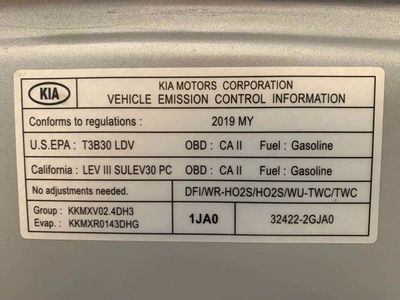 KIA
KIA MOTORS CORPORATION
VEHICLE EMISSION CONTROL INFORMATION
Conforms to regulations : 2019 MY
U.S.EPA : T3B30 LDV OBD : CA II Fuel : Gasoline
California : LEV III SULEV30 PC OBD : CA II Fuel : Gasoline
No adjustments needed. DFI/WR-HO2S/HO2S/WU-TWC/TWC
Group : KKMXV02.4DH3
Evap. : KKMXR0143DHG
1JA0 32422-2GJA0